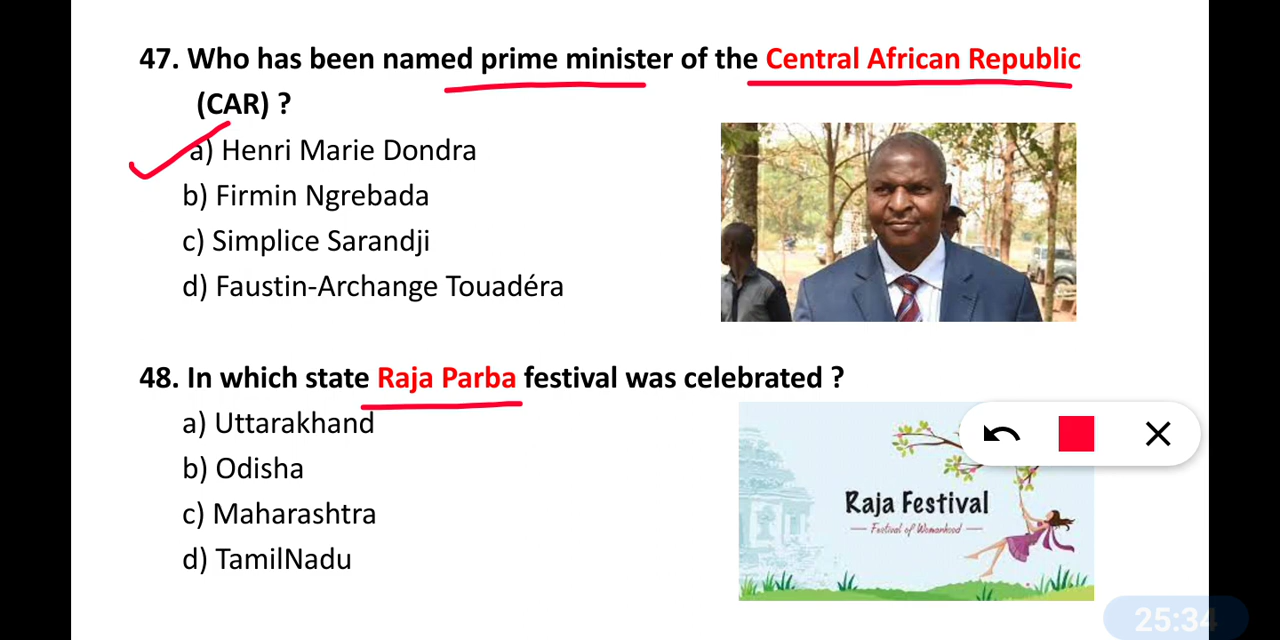 47. Who has been named prime minister of the Central African Republic
(CAR) ?
a) Henri Marie Dondra
b) Firmin Ngrebada
c) Simplice Sarandji
d) Faustin-Archange Touadéra
48. In which state Raja Parba festival was celebrated ?
a) Uttarakhand
b) Odisha
c) Maharashtra
d) TamilNadu
Raja Festival
Festival of Womanhood
25:34